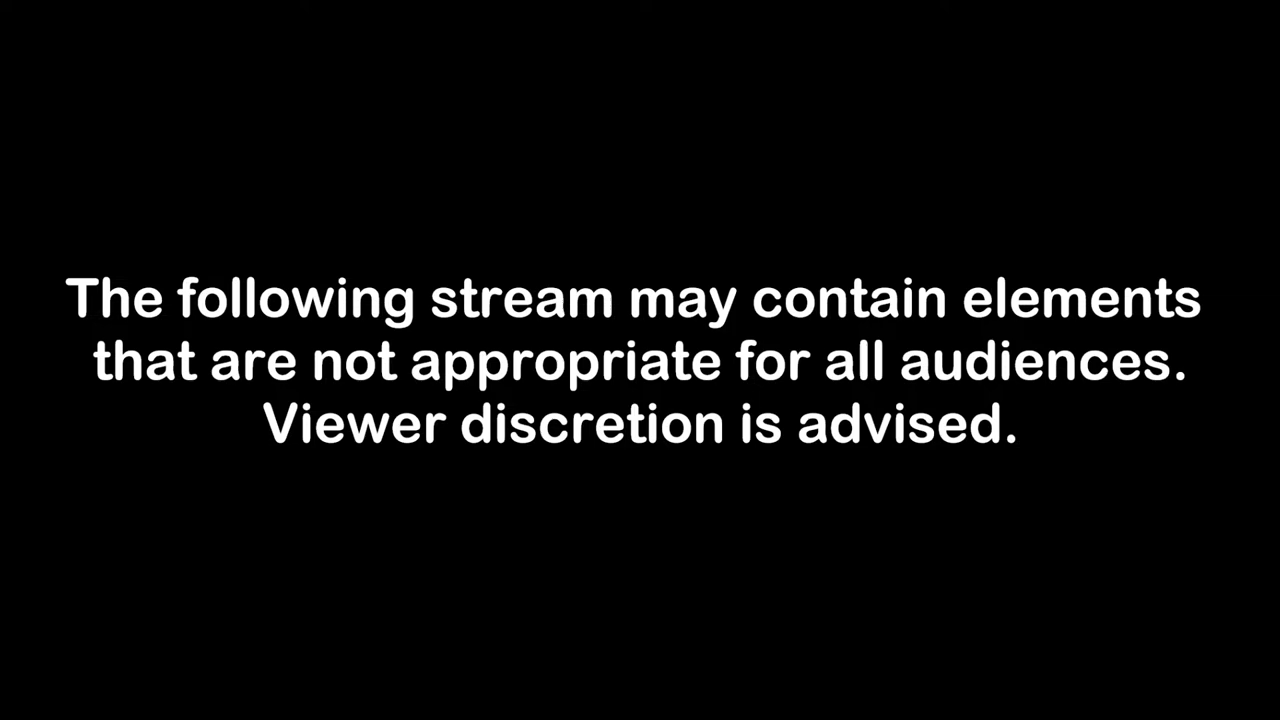 The following stream may contain elements
that are not appropriate for all audiences.
Viewer discretion is advised.